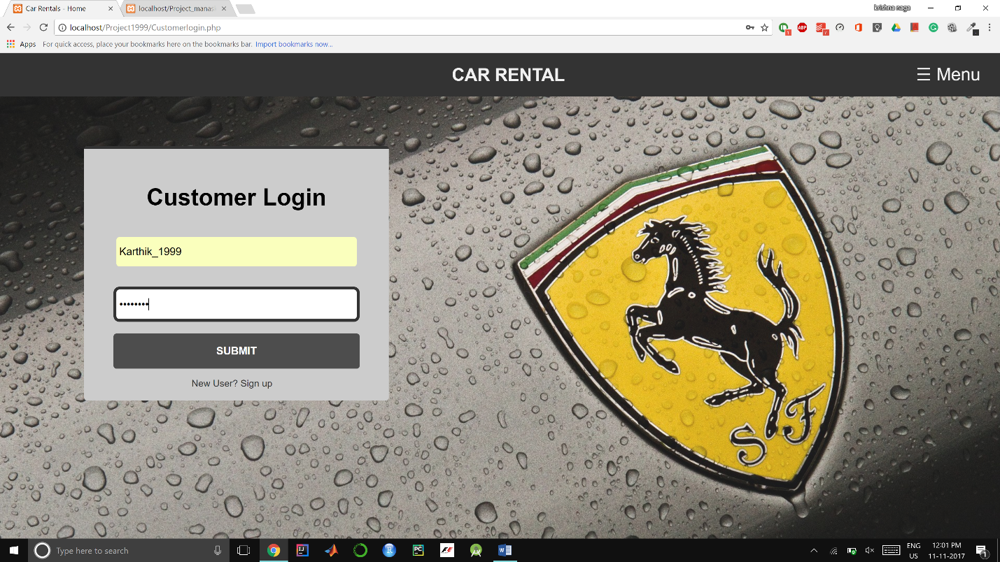 krishna naga
Car Rentals - Home
localhost/Project_manas
localhost/Project1999/Customerlogin.php
Apps For quick access, place your bookmarks here on the bookmarks bar. Import bookmarks now...
CAR RENTAL
☰ Menu
Customer Login
Karthik_1999
••••••••
SUBMIT
New User? Sign up
S F
Type here to search
ENG
US
12:01 PM
11-11-2017